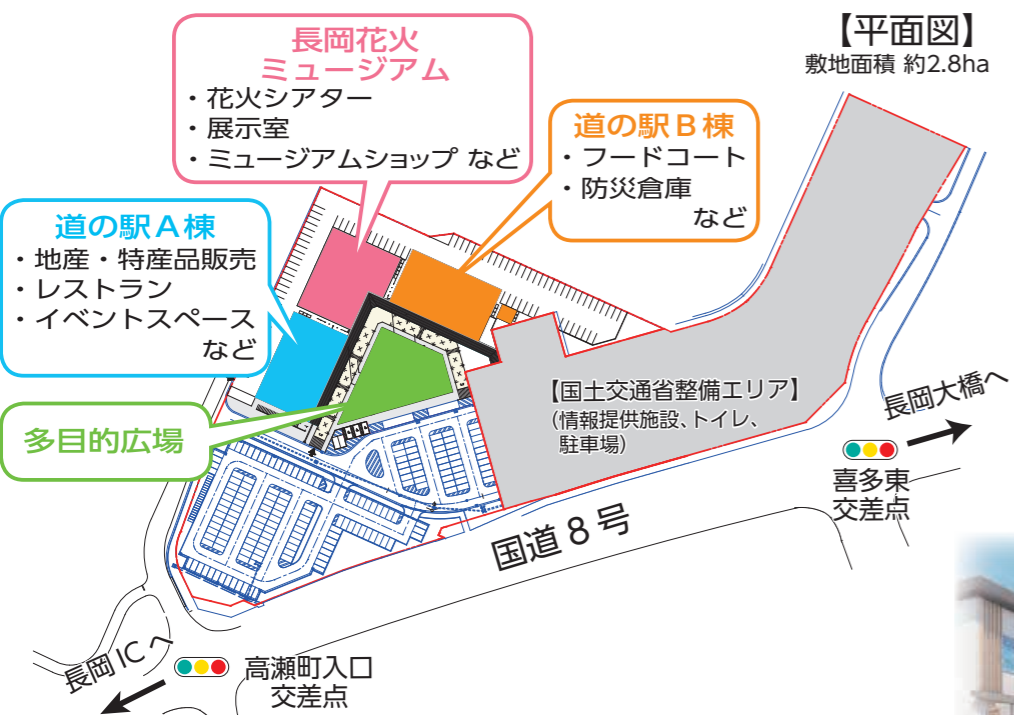 【平面図】
敷地面積 約2.8ha
長岡花火
ミュージアム
・花火シアター
・展示室
・ミュージアムショップ など
道の駅B棟
・フードコート
・防災倉庫
など
道の駅A棟
・地産・特産品販売
・レストラン
・イベントスペース
など
多目的広場
【国土交通省整備エリア】
(情報提供施設、トイレ、
駐車場)
長岡大橋へ
喜多東
交差点
国道8号
長岡ICへ
高瀬町入口
交差点